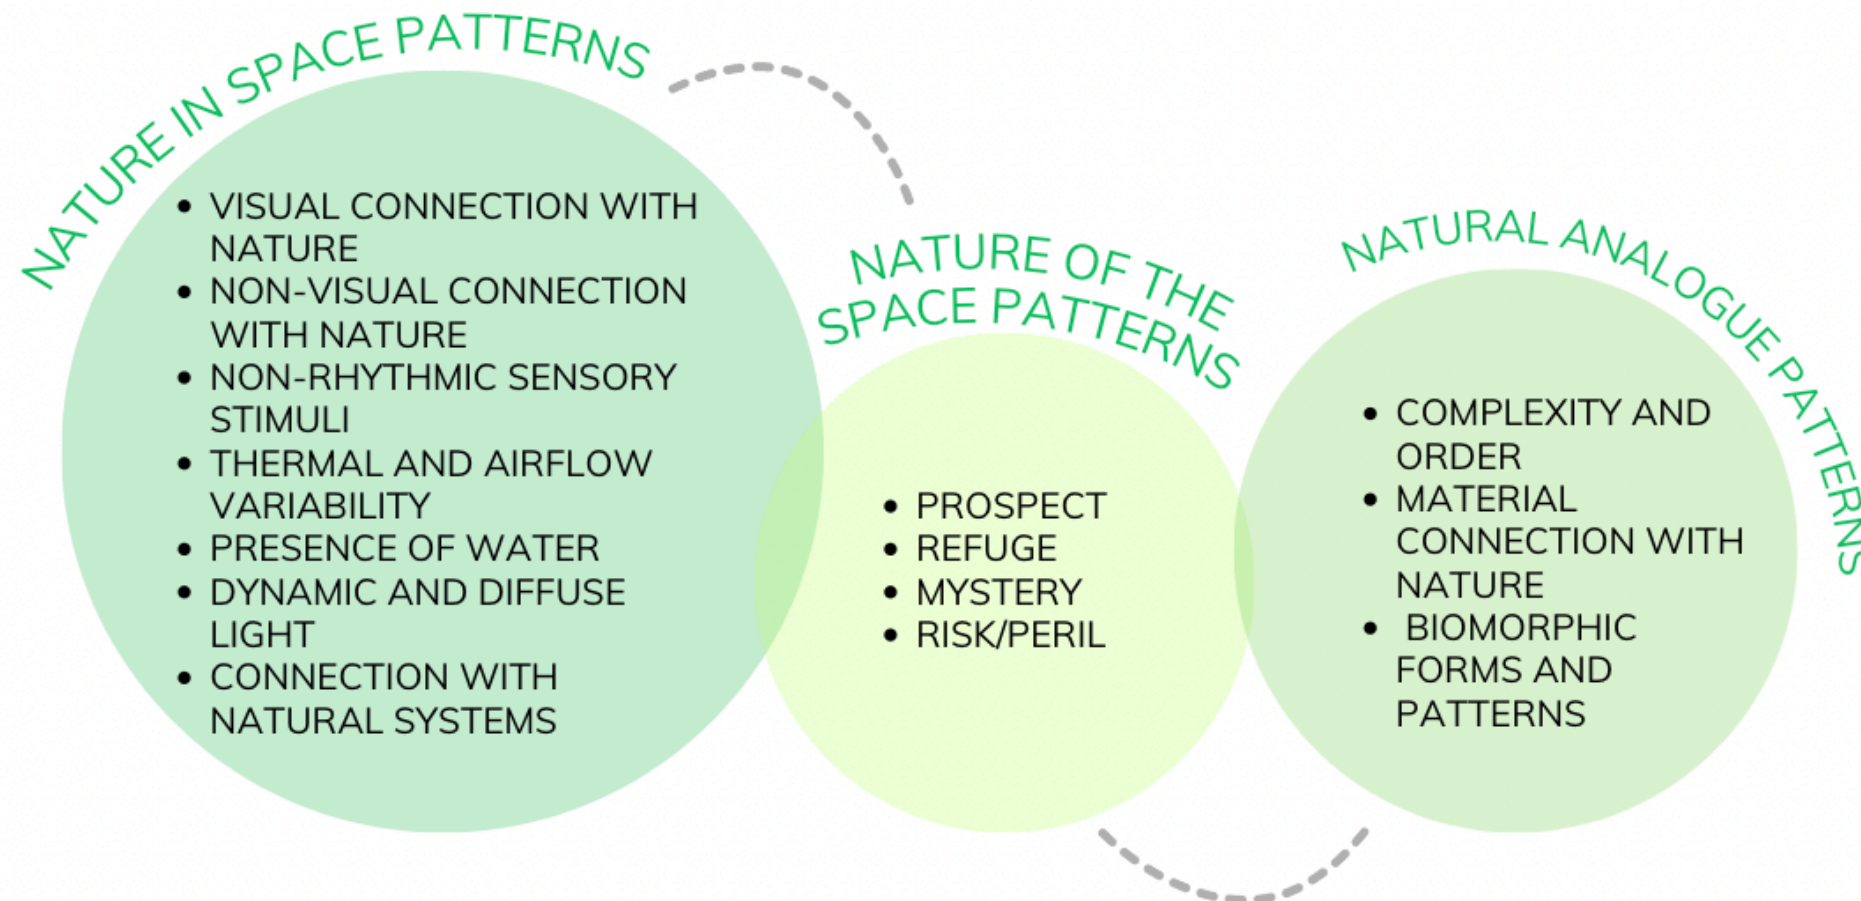 NATURE IN SPACE PATTERNS
• VISUAL CONNECTION WITH
NATURE
• NON-VISUAL CONNECTION
WITH NATURE
• NON-RHYTHMIC SENSORY
STIMULI
• THERMAL AND AIRFLOW
VARIABILITY
• PRESENCE OF WATER
• DYNAMIC AND DIFFUSE
LIGHT
• CONNECTION WITH
NATURAL SYSTEMS
NATURE OF THE
SPACE PATTERNS
• PROSPECT
• REFUGE
• MYSTERY
• RISK/PERIL
NATURAL ANALOGUE PATTERNS
• COMPLEXITY AND
ORDER
• MATERIAL
CONNECTION WITH
NATURE
• BIOMORPHIC
FORMS AND
PATTERNS